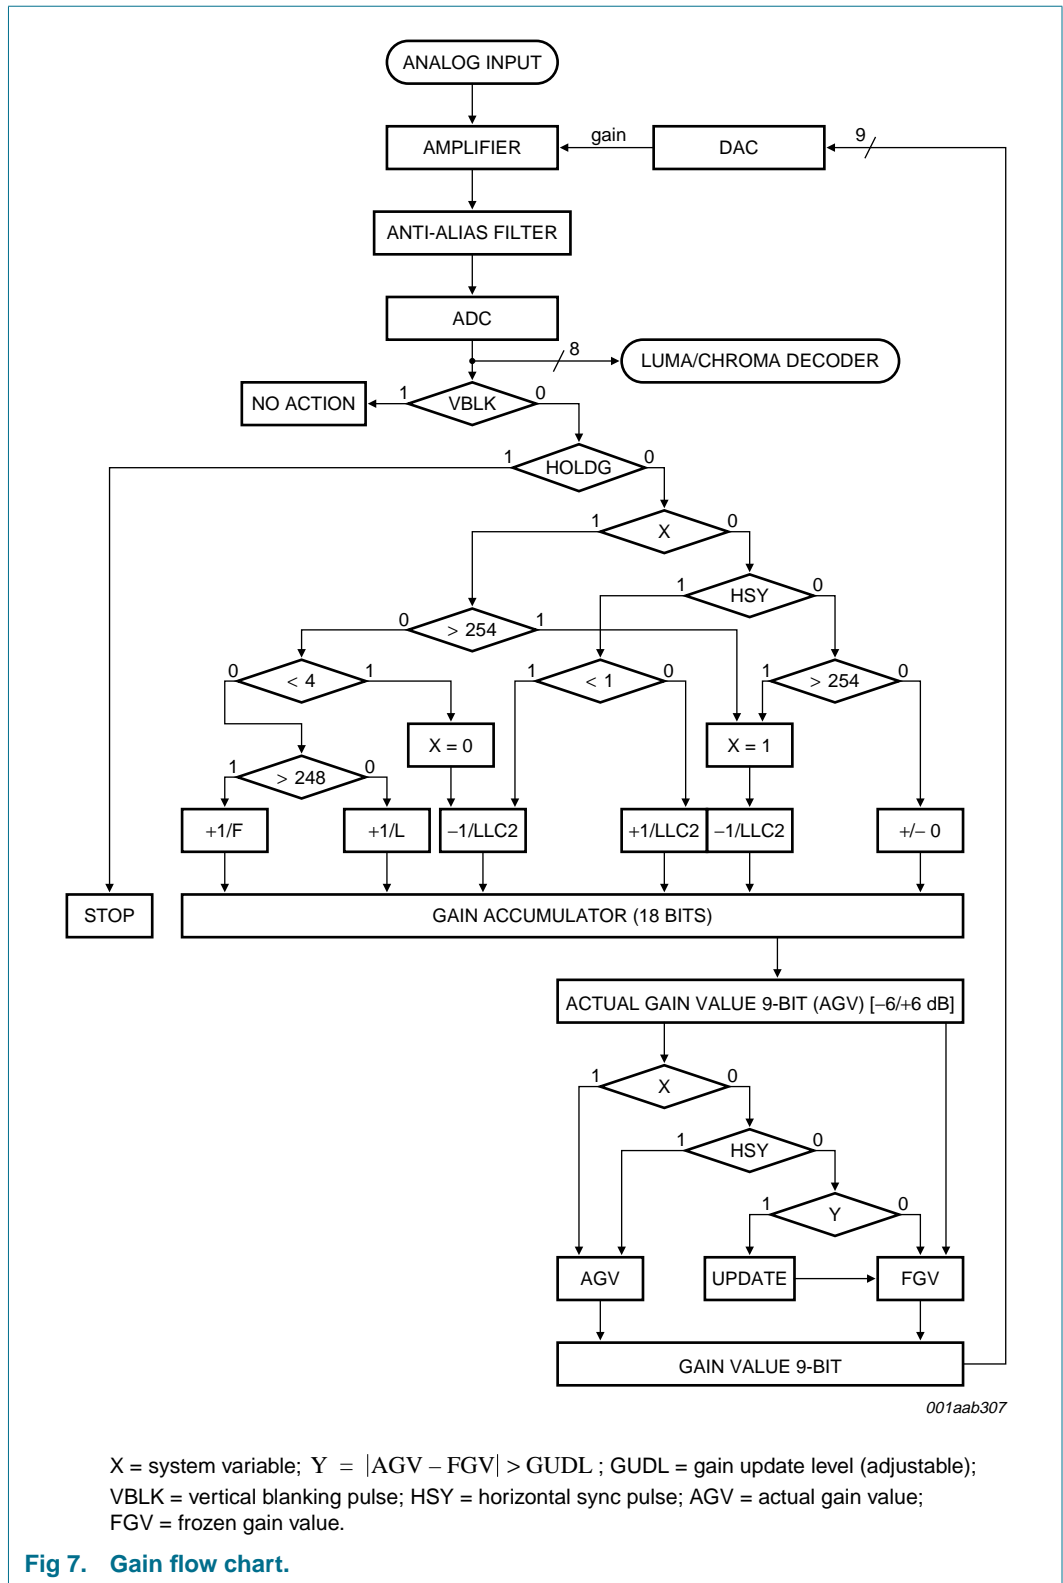 ANALOG INPUT
AMPLIFIER
gain
DAC
9
ANTI-ALIAS FILTER
ADC
8
LUMA/CHROMA DECODER
NO ACTION
1
VBLK
0
1
HOLDG
0
1
X
0
1
HSY
0
0
> 254
1
0
< 4
1
1
< 1
0
1
> 254
0
X = 0
X = 1
1
> 248
0
+1/F
+1/L
−1/LLC2
+1/LLC2
−1/LLC2
+/− 0
STOP
GAIN ACCUMULATOR (18 BITS)
ACTUAL GAIN VALUE 9-BIT (AGV) [−6/+6 dB]
1
X
0
1
HSY
0
1
Y
0
AGV
UPDATE
FGV
GAIN VALUE 9-BIT
001aab307
X = system variable; Y = |AGV – FGV| > GUDL ; GUDL = gain update level (adjustable);
VBLK = vertical blanking pulse; HSY = horizontal sync pulse; AGV = actual gain value;
FGV = frozen gain value.
Fig 7. Gain flow chart.